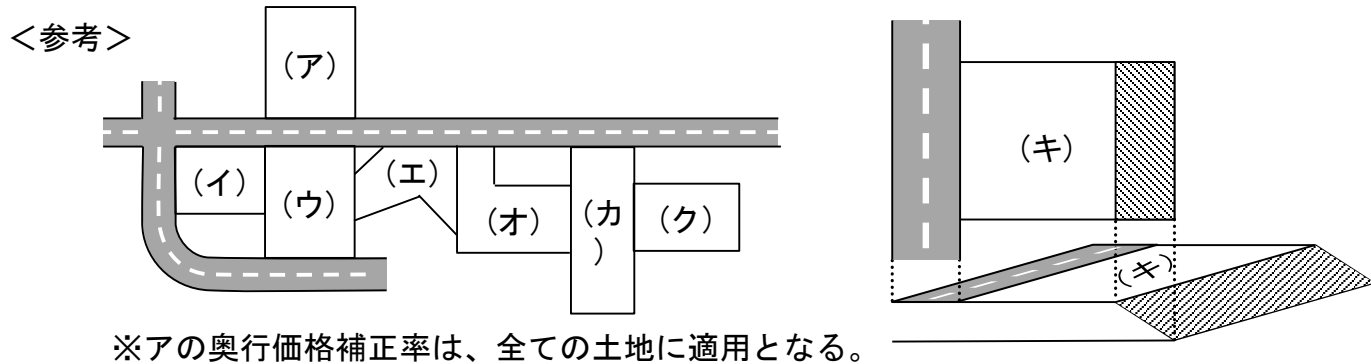 <参考>
(ア)
(イ)
(ウ)
(エ)
(オ)
(カ
)
(ク)
(キ)
(キ)
※アの奥行価格補正率は、全ての土地に適用となる。